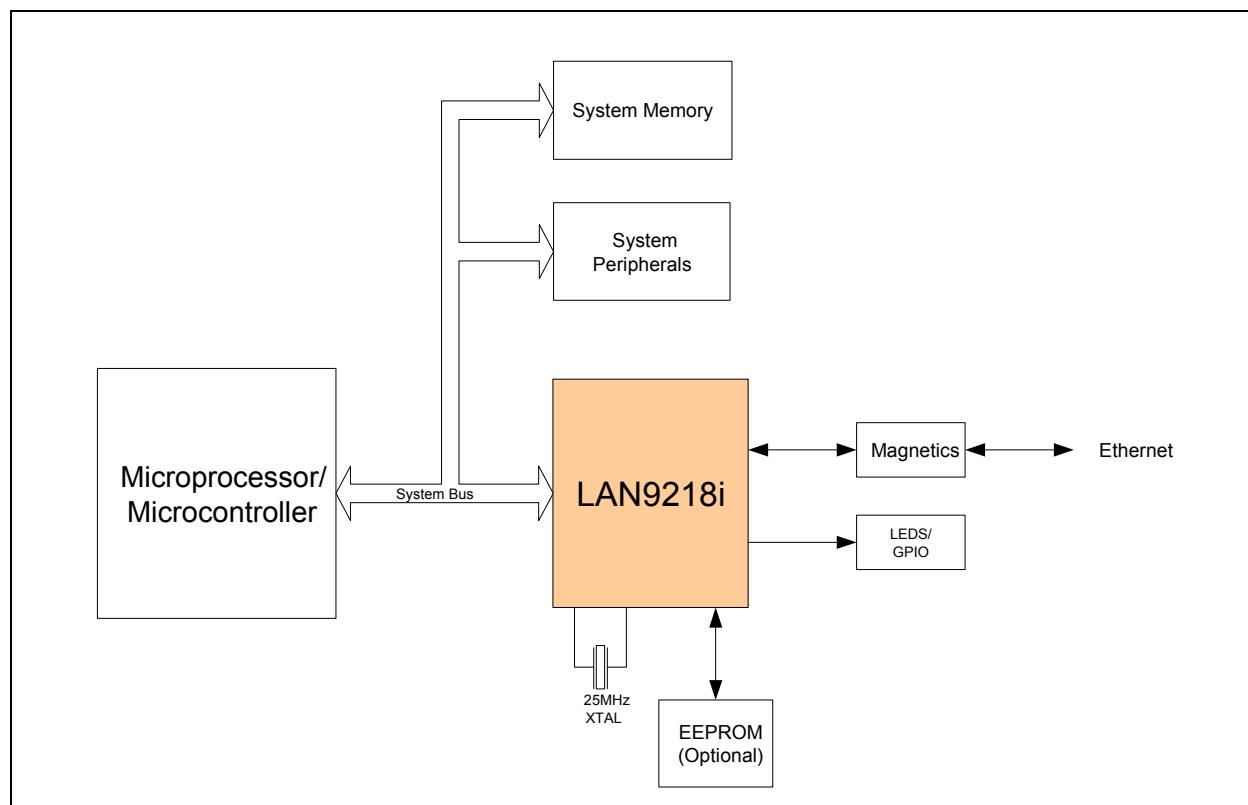 System Memory
System
Peripherals
Microprocessor/
Microcontroller
System Bus
LAN9218i
Magnetics
Ethernet
LEDS/
GPIO
25MHz
XTAL
EEPROM
(Optional)